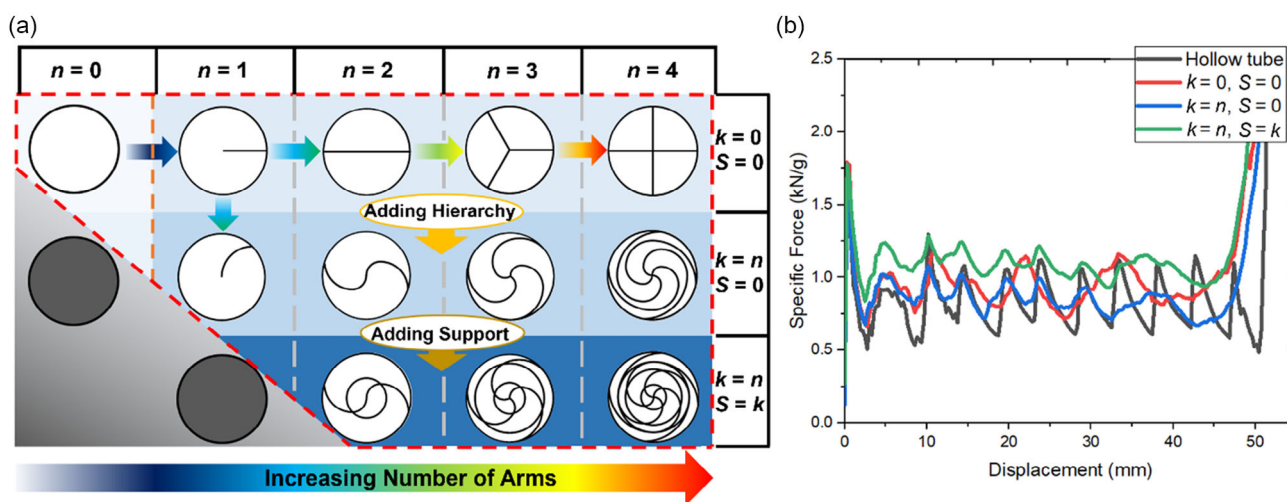 (a)
n = 0
n = 1
n = 2
n = 3
n = 4
k = 0
S = 0
Adding Hierarchy
k = n
S = 0
Adding Support
k = n
S = k
Increasing Number of Arms
(b)
Hollow tube
k = 0, S = 0
k = n, S = 0
k = n, S = k
2.5
2.0
1.5
1.0
0.5
0.0
Specific Force (kN/g)
0 10 20 30 40 50
Displacement (mm)